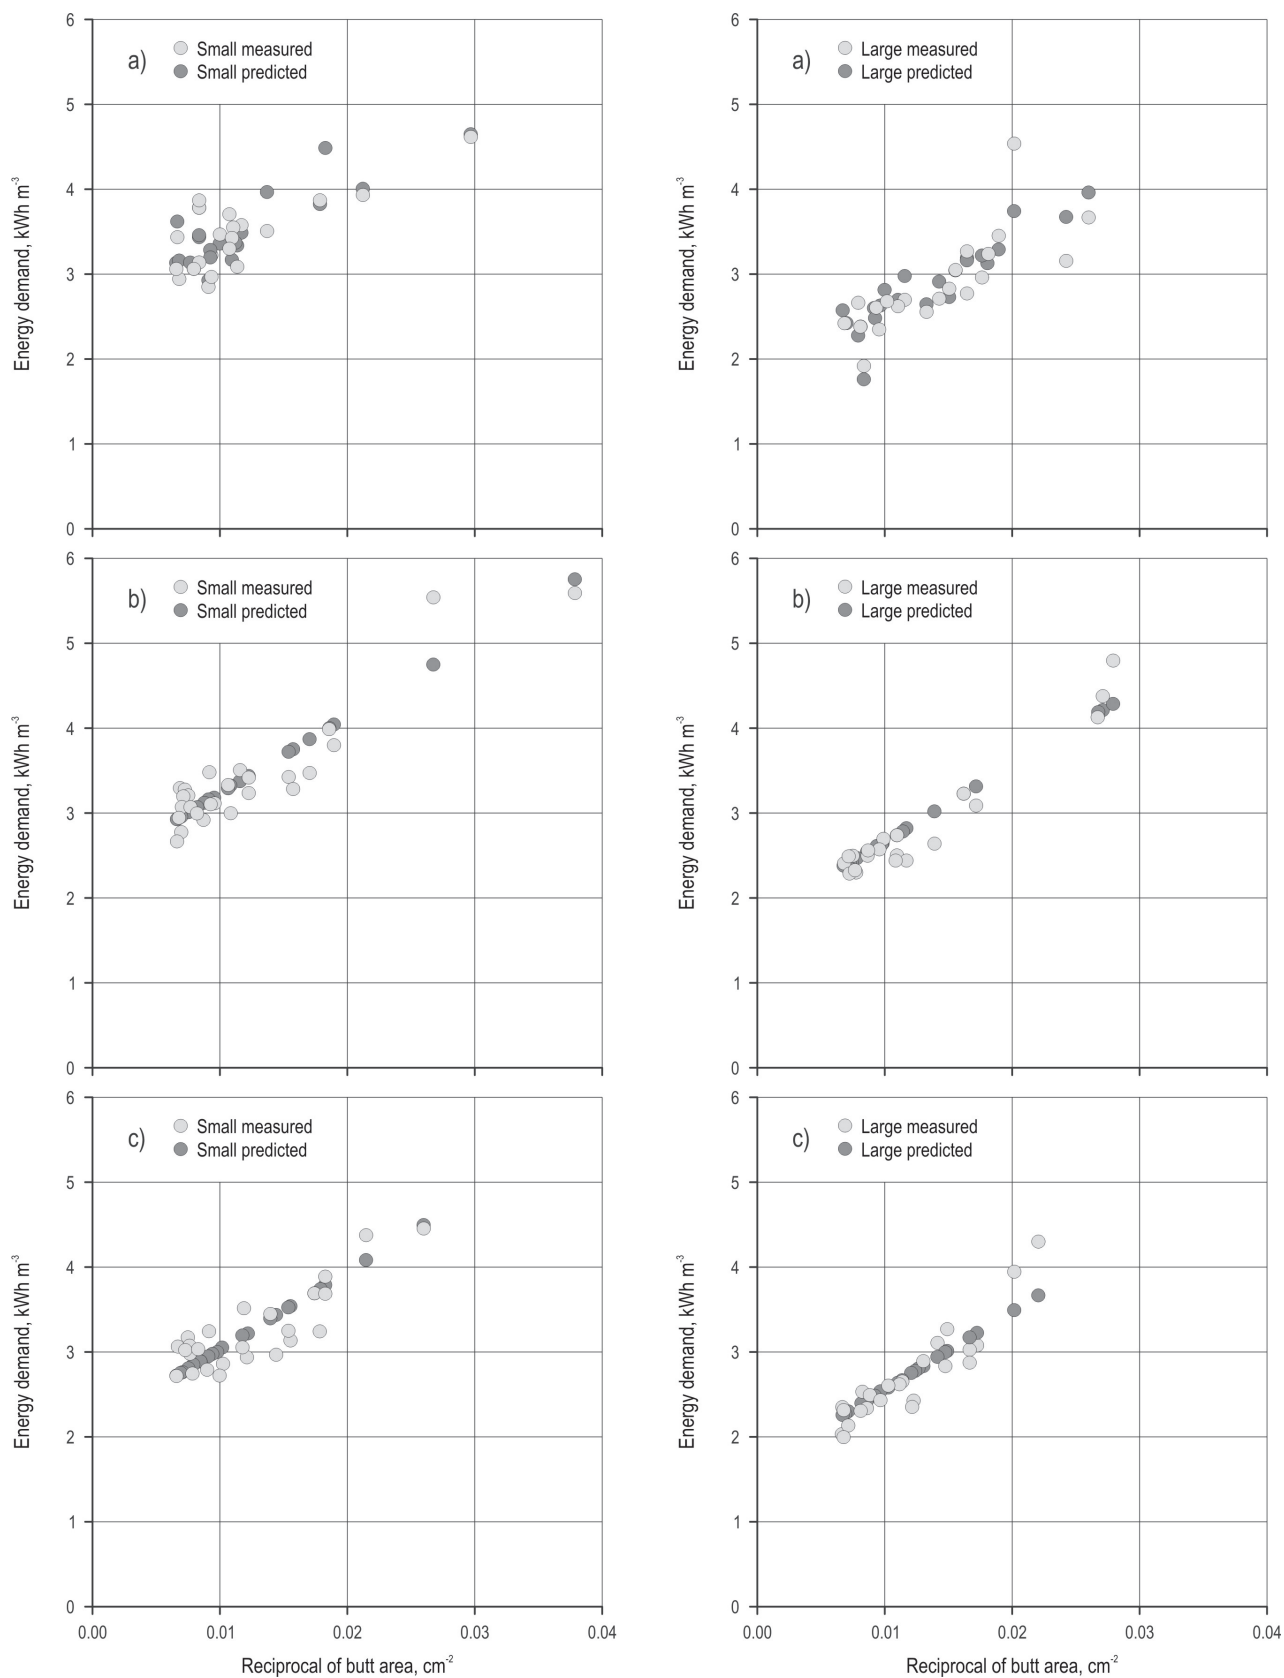 6
5
4
3
2
1
0
Energy demand, kWh m-3
a)
Small measured
Small predicted
6
5
4
3
2
1
0
Energy demand, kWh m-3
a)
Large measured
Large predicted
6
5
4
3
2
1
0
Energy demand, kWh m-3
b)
Small measured
Small predicted
6
5
4
3
2
1
0
Energy demand, kWh m-3
b)
Large measured
Large predicted
6
5
4
3
2
1
0
Energy demand, kWh m-3
c)
Small measured
Small predicted
0.00 0.01 0.02 0.03 0.04
Reciprocal of butt area, cm-2
6
5
4
3
2
1
0
Energy demand, kWh m-3
c)
Large measured
Large predicted
0.00 0.01 0.02 0.03 0.04
Reciprocal of butt area, cm-2